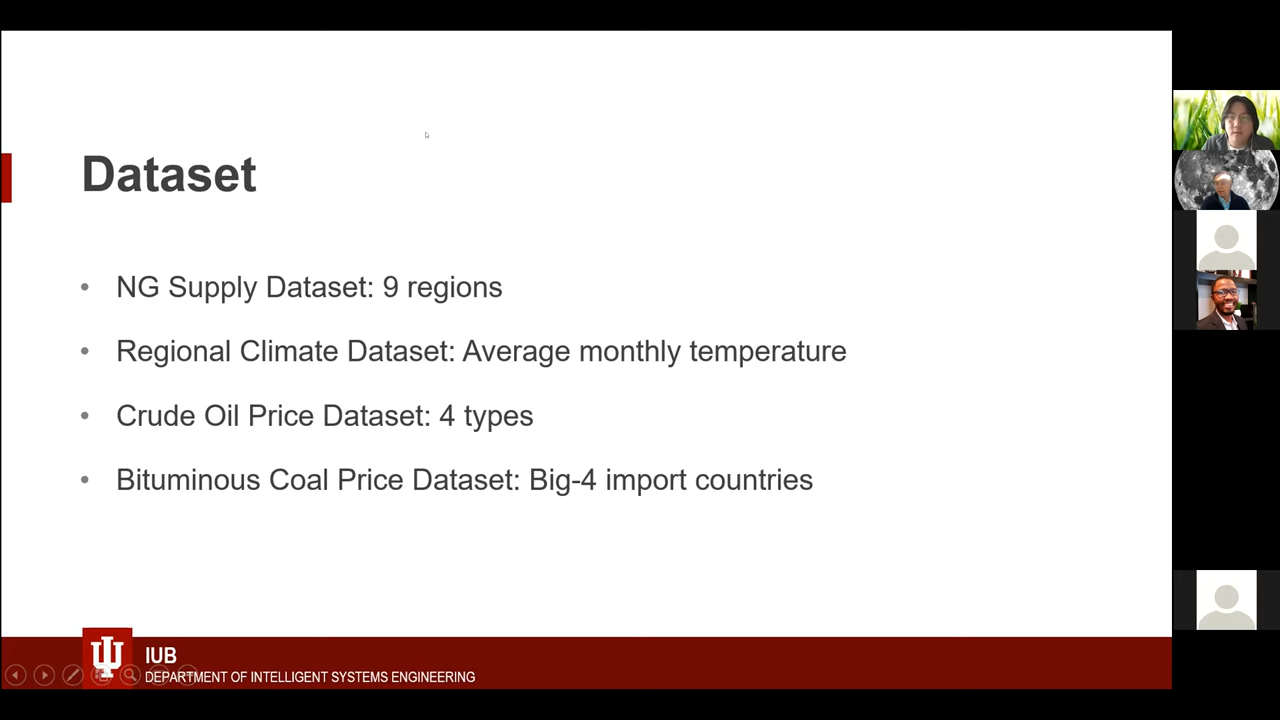 Dataset
• NG Supply Dataset: 9 regions
• Regional Climate Dataset: Average monthly temperature
• Crude Oil Price Dataset: 4 types
• Bituminous Coal Price Dataset: Big-4 import countries
IUB
DEPARTMENT OF INTELLIGENT SYSTEMS ENGINEERING